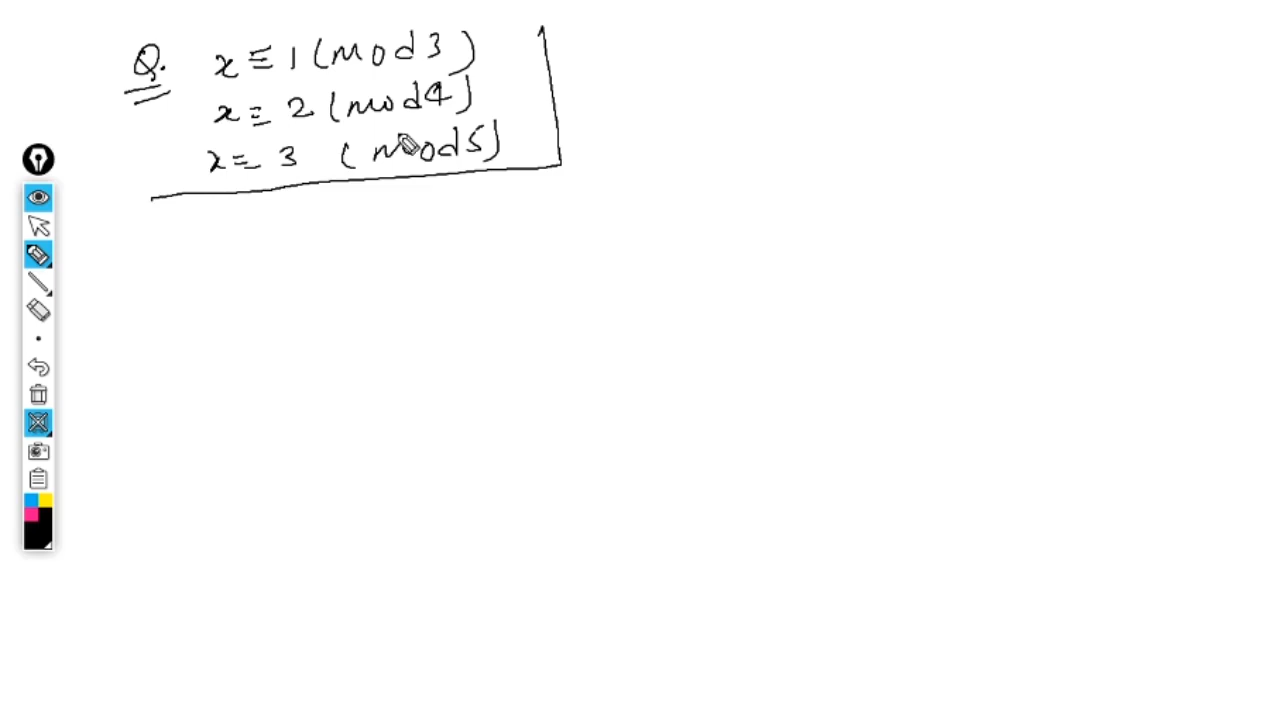 Q. x ≡ 1 (mod 3)
x ≡ 2 (mod 4)
x ≡ 3 (mod 5)